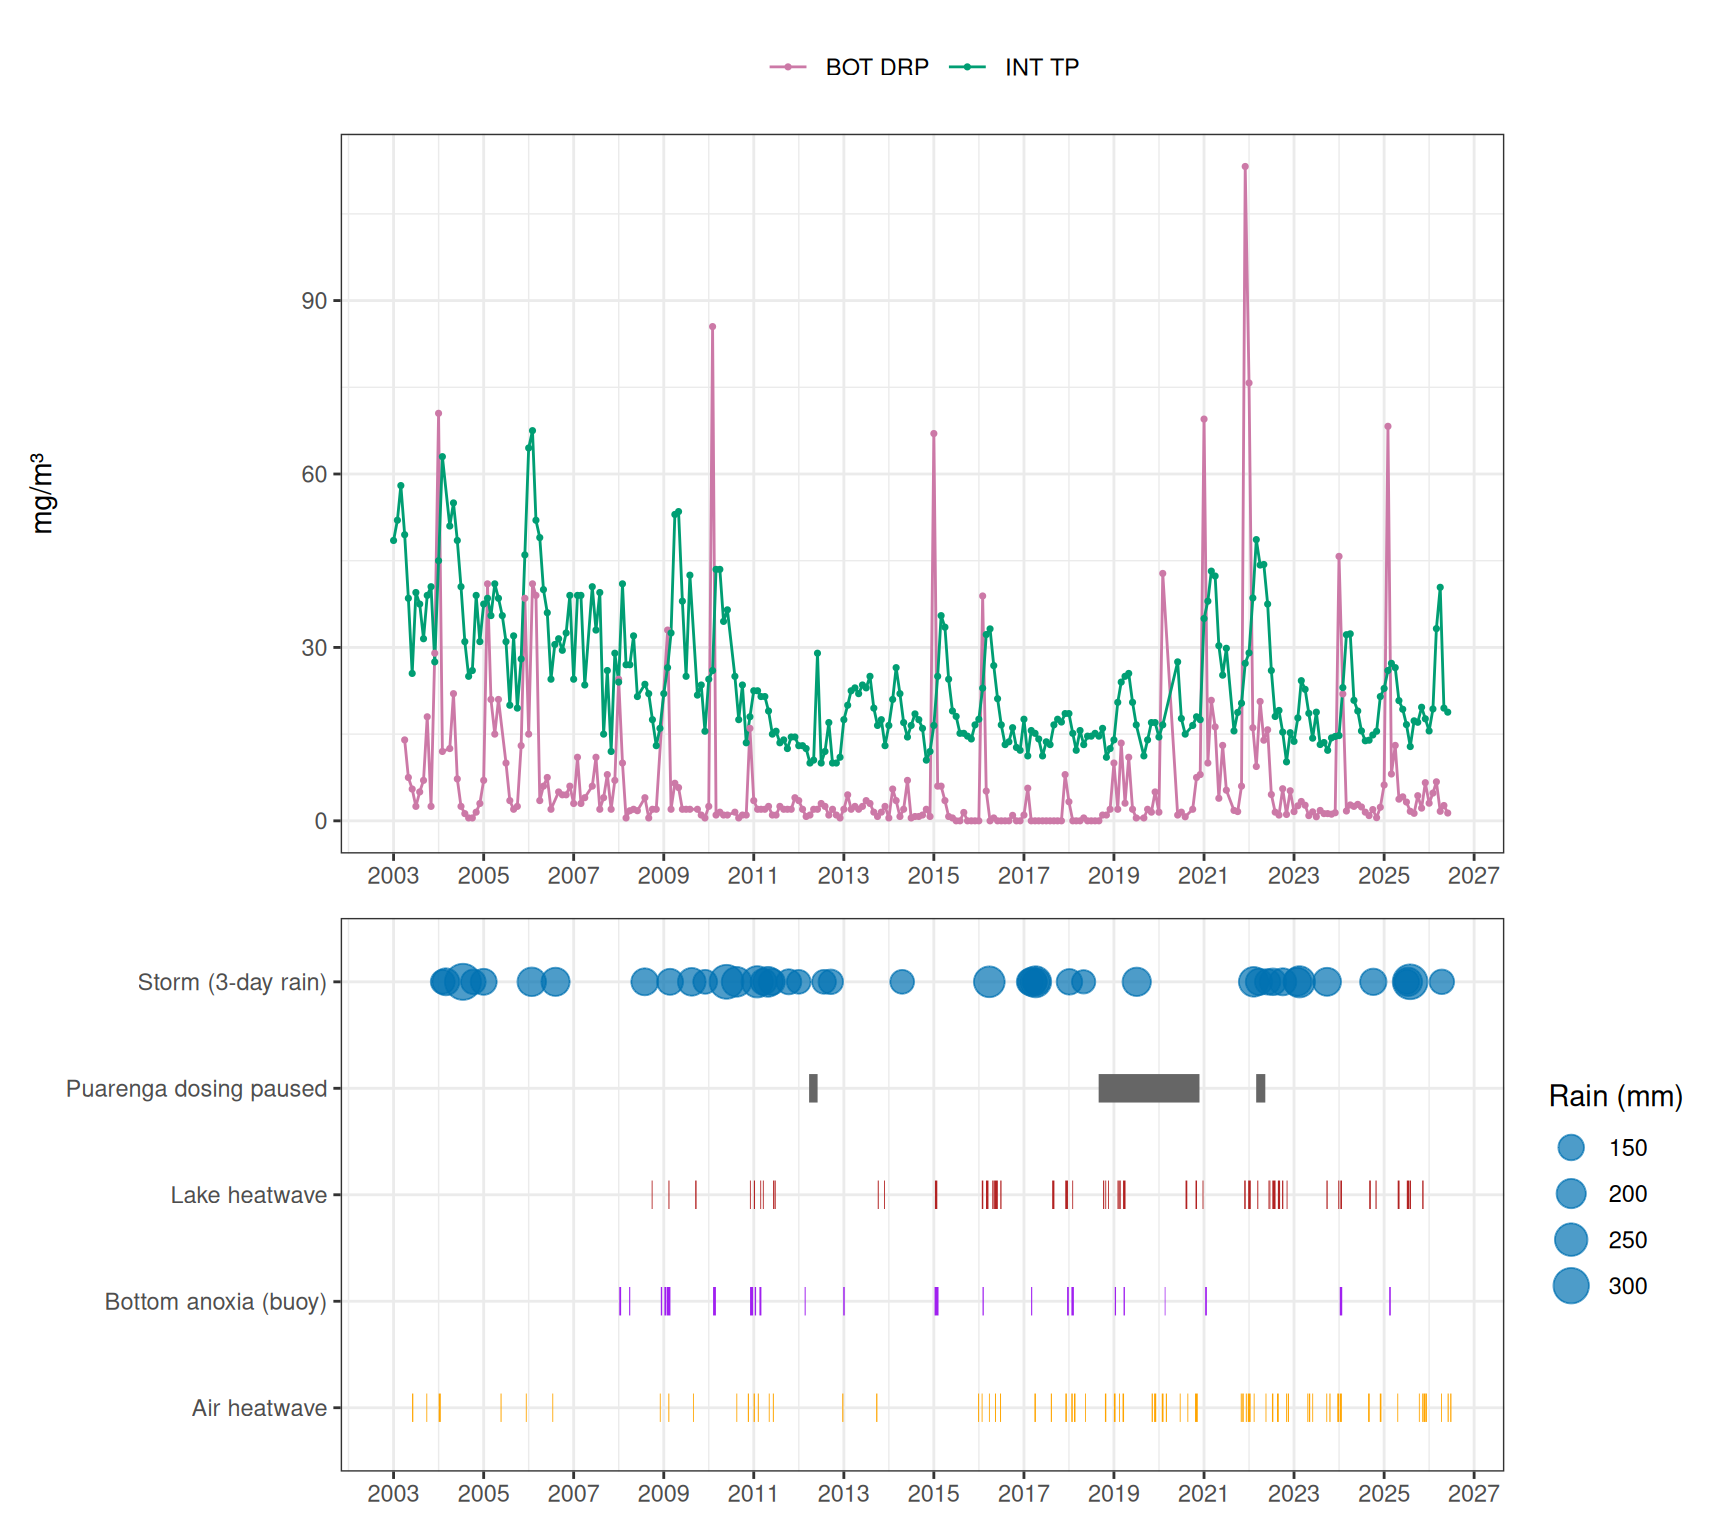 BOT DRP INT TP
mg/m³
90
60
30
0
2003 2005 2007 2009 2011 2013 2015 2017 2019 2021 2023 2025 2027
Storm (3-day rain)
Puarenga dosing paused
Lake heatwave
Bottom anoxia (buoy)
Air heatwave
2003 2005 2007 2009 2011 2013 2015 2017 2019 2021 2023 2025 2027
Rain (mm)
150
200
250
300